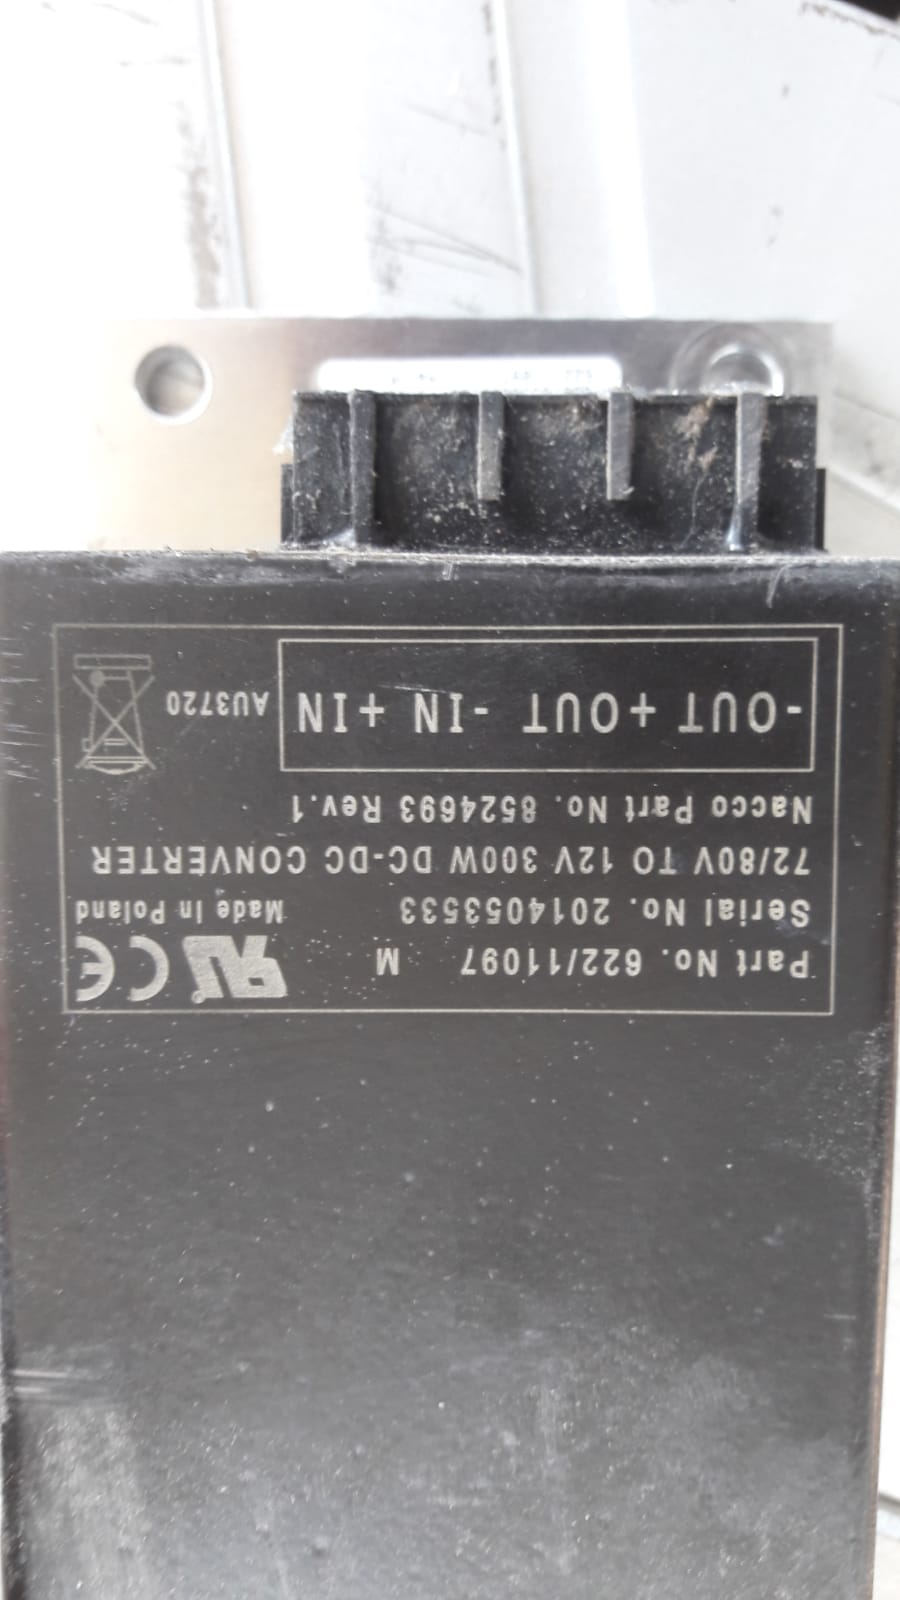 Part No. 622/11097 M
Serial No. 2014053533 Made In Poland
72/80V TO 12V 300W DC-DC CONVERTER
Nacco Part No. 8524693 Rev.1
-OUT +OUT -IN +IN
AU3720